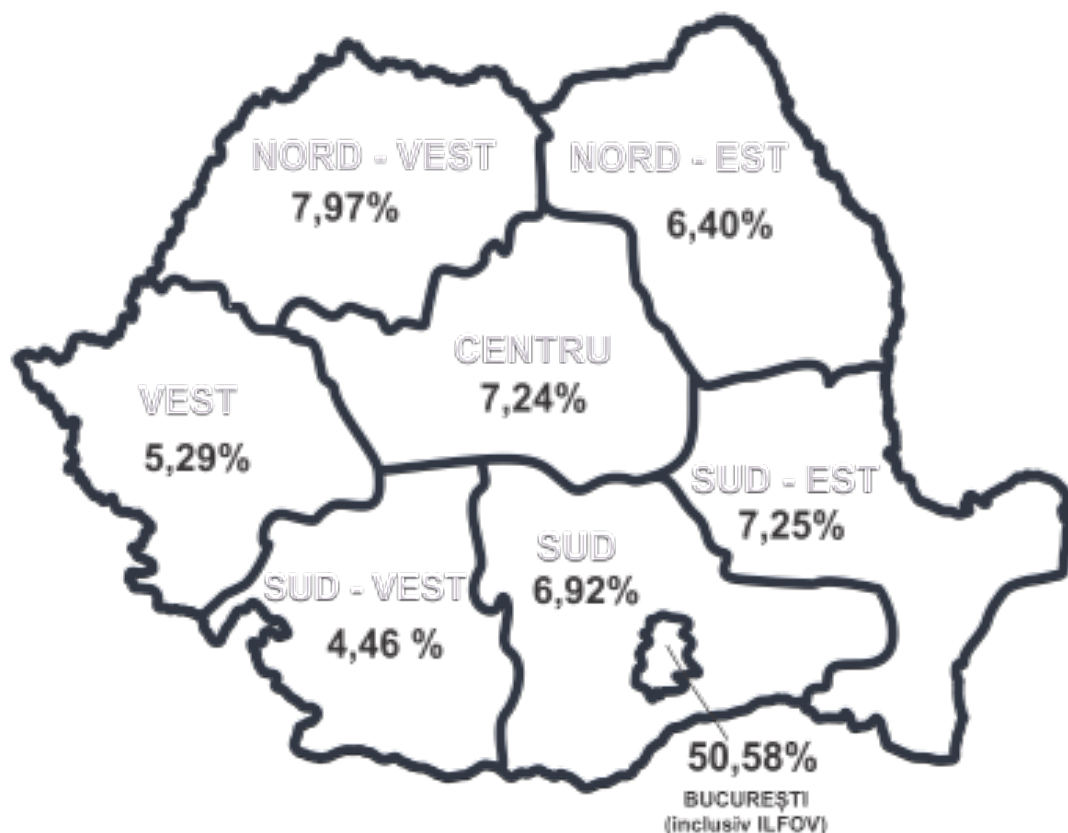 NORD - VEST
7,97%
NORD - EST
6,40%
CENTRU
7,24%
VEST
5,29%
SUD - EST
7,25%
SUD
6,92%
SUD - VEST
4,46 %
50,58%
BUCUREȘTI
(inclusiv ILFOV)